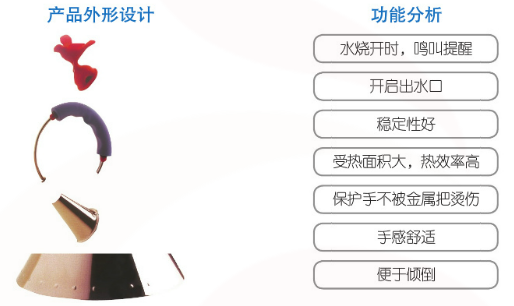 产品外形设计
功能分析
水烧开时，鸣叫提醒
开启出水口
稳定性好
受热面积大，热效率高
保护手不被金属把烫伤
手感舒适
便于倾倒